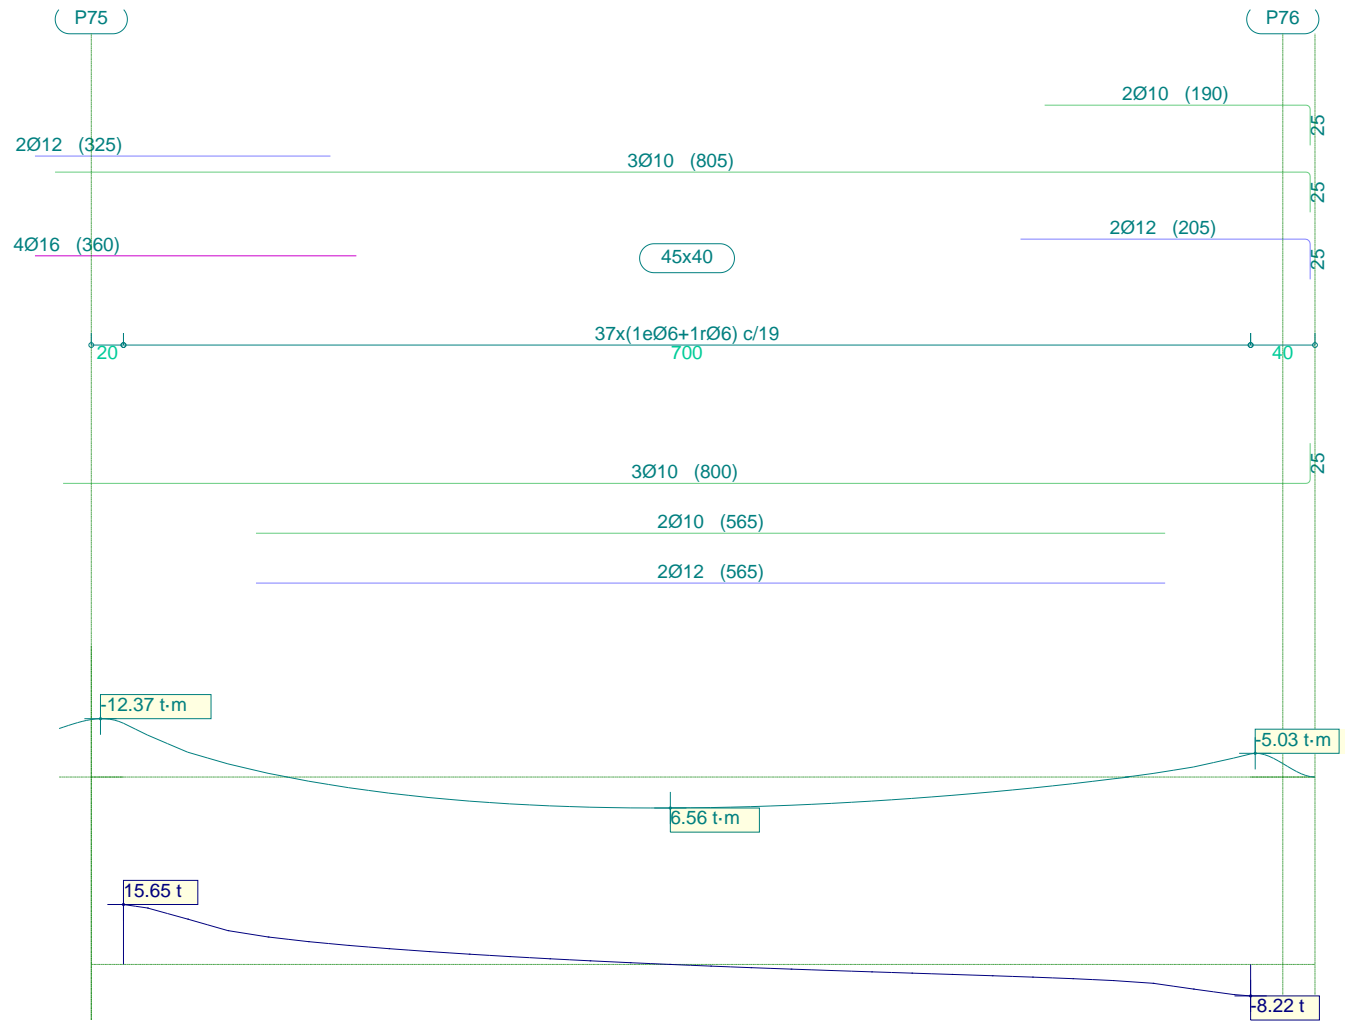 P75
P76
2Ø10 (190)
25
2Ø12 (325)
3Ø10 (805)
25
4Ø16 (360)
45x40
2Ø12 (205)
25
37x(1eØ6+1rØ6) c/19
20
700
40
3Ø10 (800)
25
2Ø10 (565)
2Ø12 (565)
-12.37 t·m
-5.03 t·m
6.56 t·m
15.65 t
-8.22 t